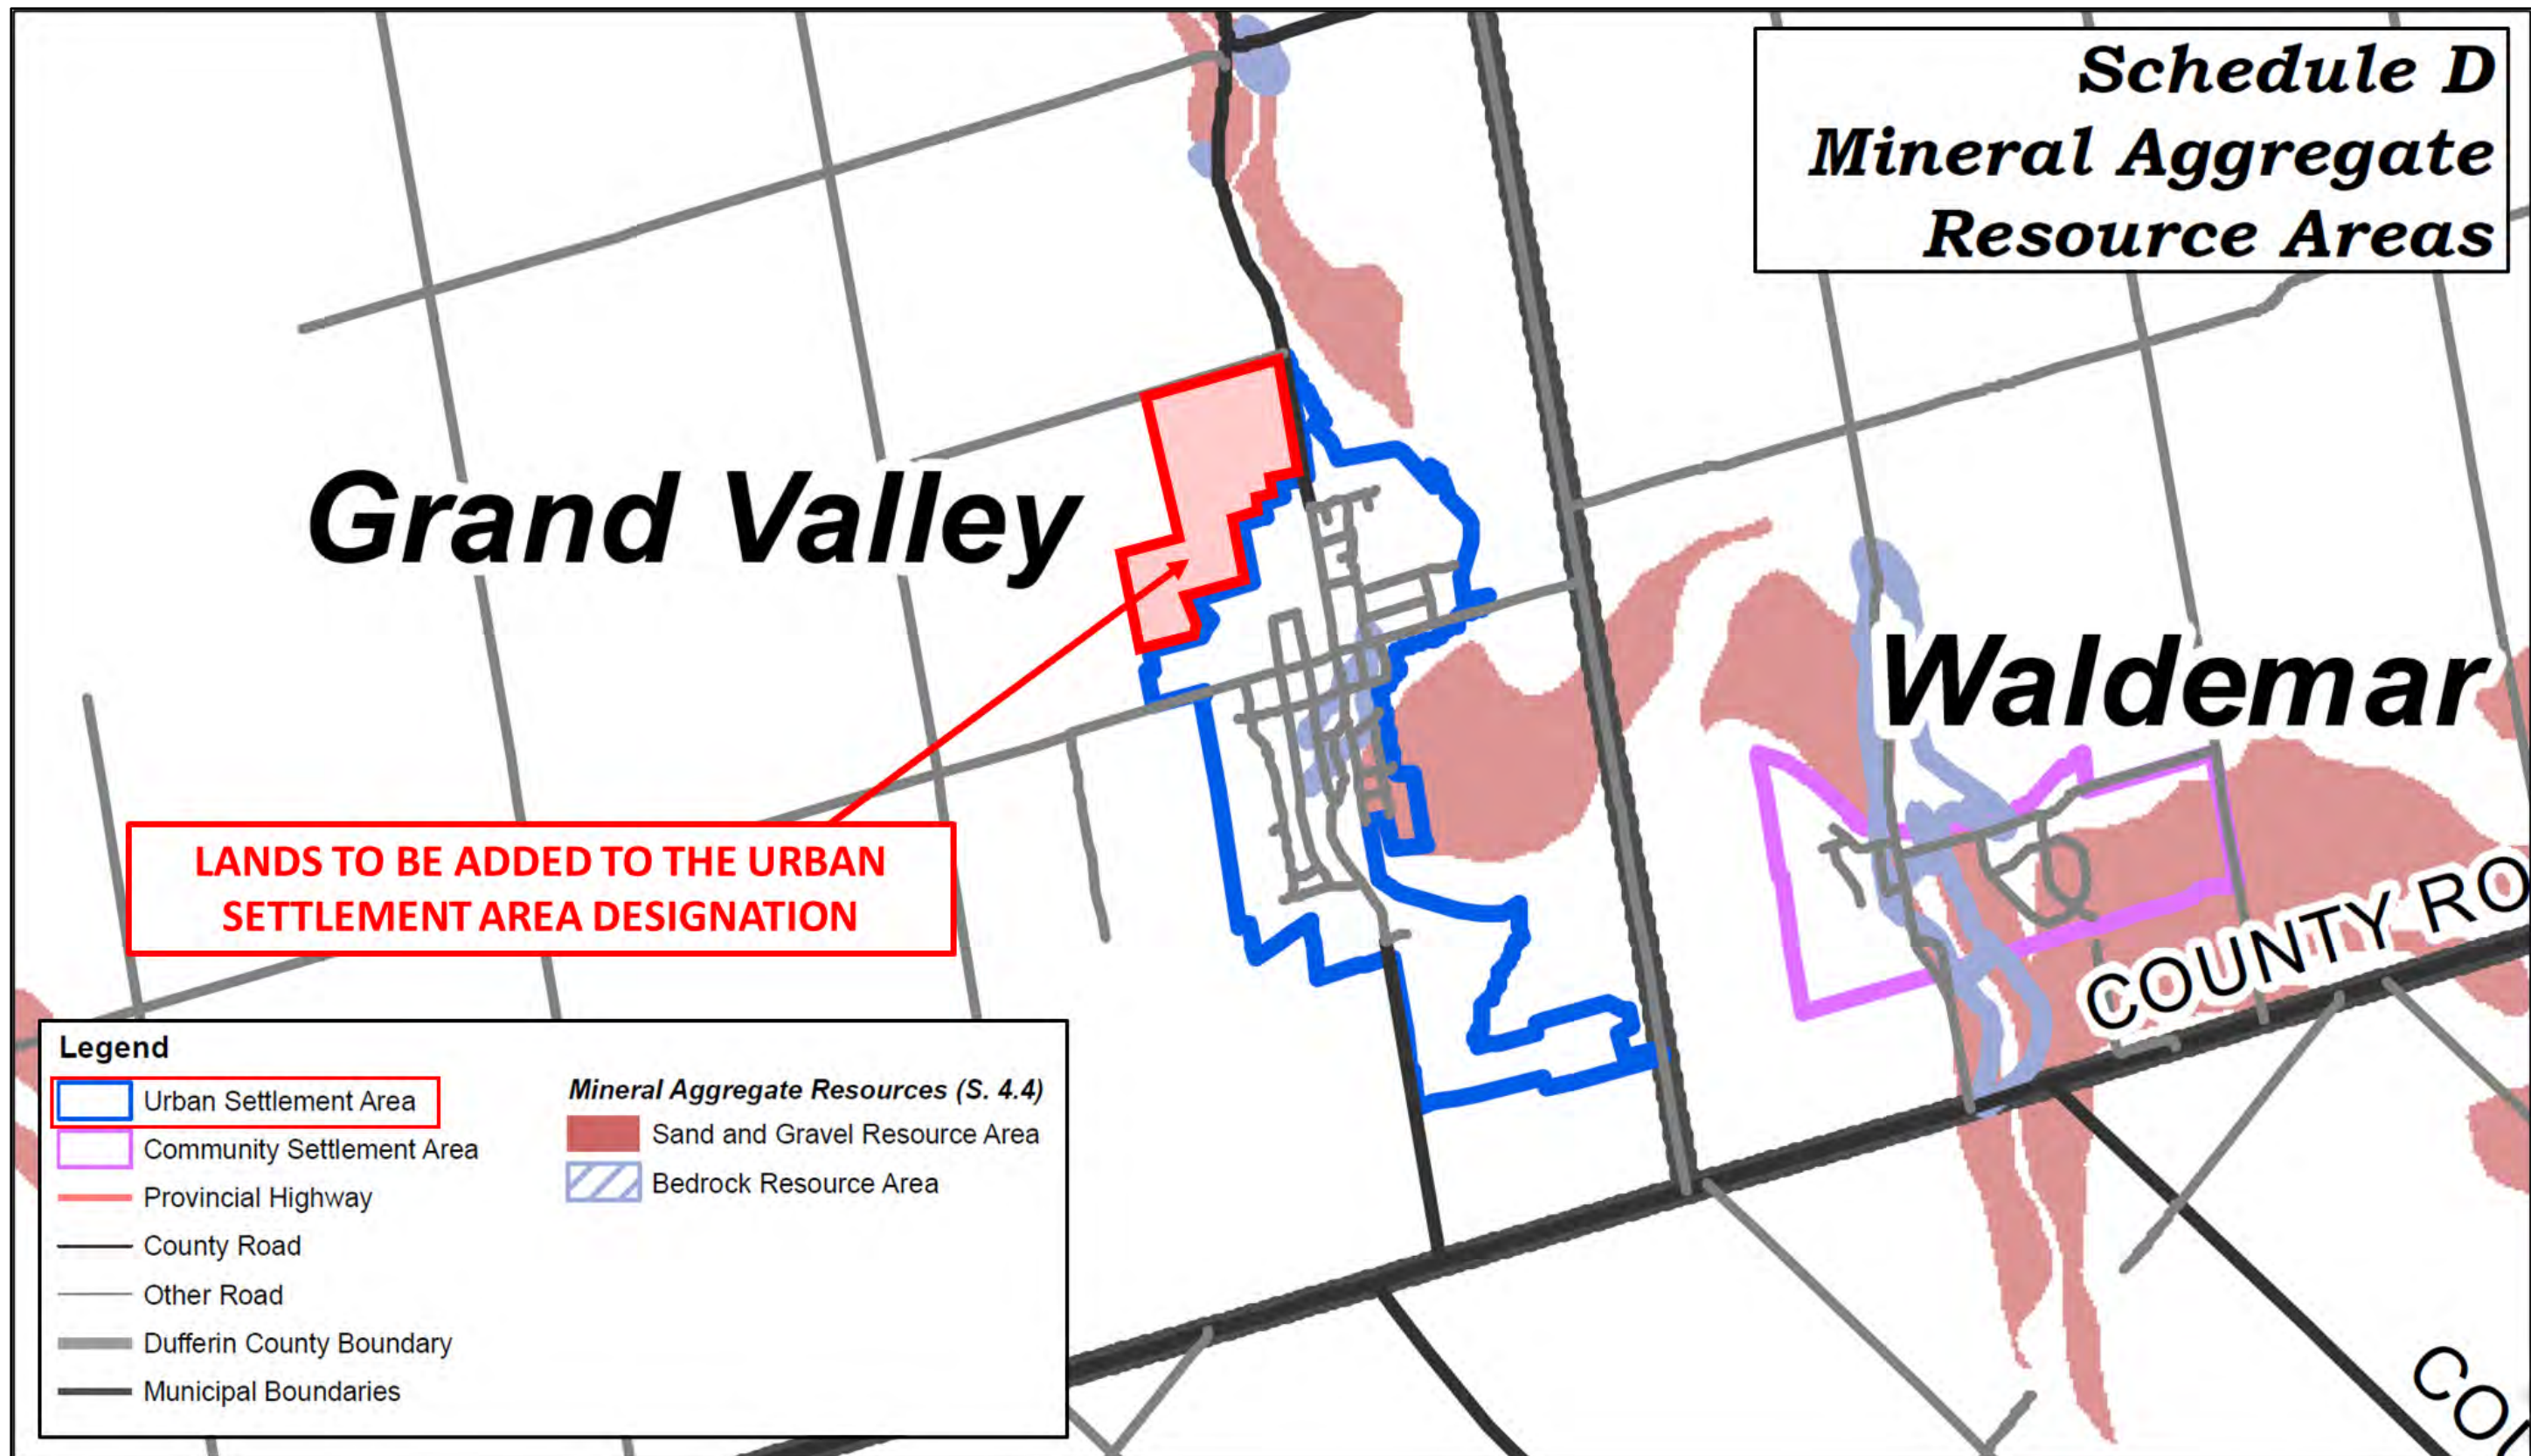 Schedule D
Mineral Aggregate
Resource Areas
Grand Valley
Waldemar
LANDS TO BE ADDED TO THE URBAN
SETTLEMENT AREA DESIGNATION
COUNTY RO
Legend
Urban Settlement Area
Community Settlement Area
Provincial Highway
County Road
Other Road
Dufferin County Boundary
Municipal Boundaries
Mineral Aggregate Resources (S. 4.4)
Sand and Gravel Resource Area
Bedrock Resource Area